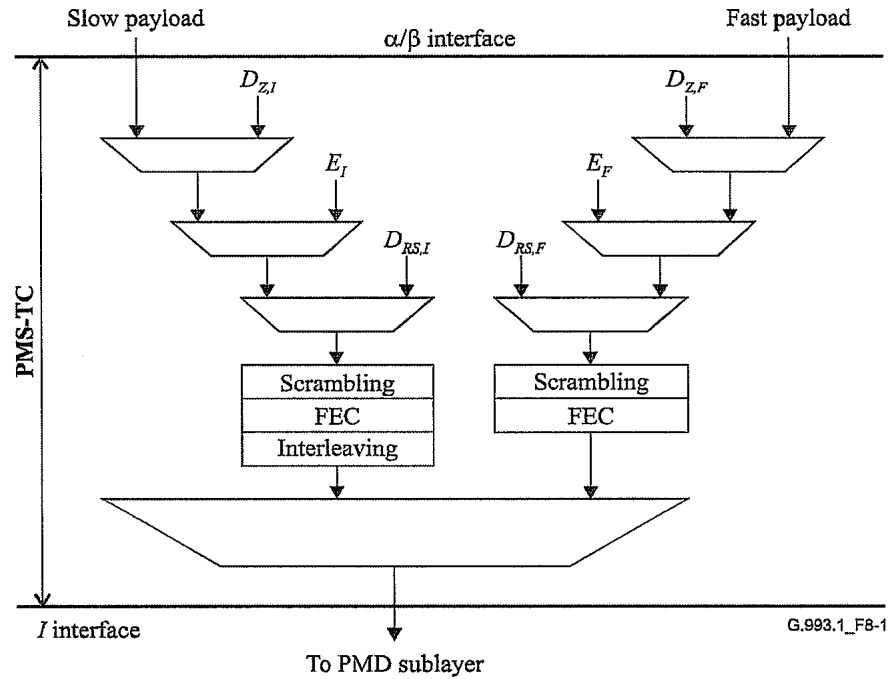 Slow payload
Fast payload
α/β interface
D_{Z,I}
D_{Z,F}
E_I
E_F
D_{RS,I}
D_{RS,F}
PMS-TC
Scrambling
FEC
Interleaving
Scrambling
FEC
I interface
G.993.1_F8-1
To PMD sublayer